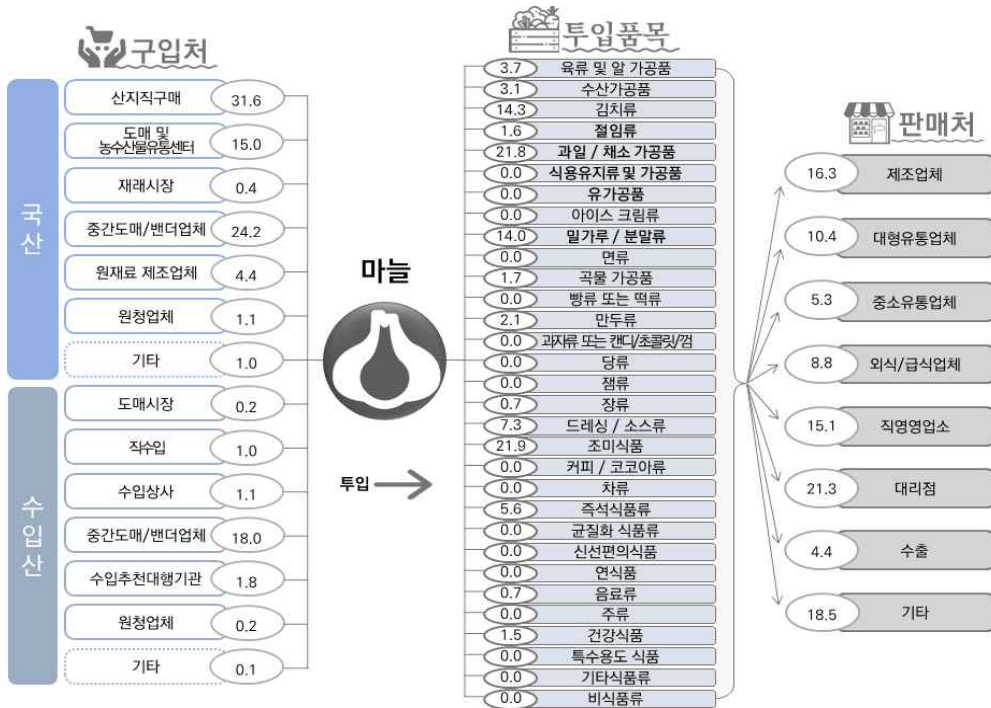 구입처
국산
산지직구매 31.6
도매 및
농수산물유통센터 15.0
재래시장 0.4
중간도매/밴더업체 24.2
원재료 제조업체 4.4
원청업체 1.1
기타 1.0
수입산
도매시장 0.2
직수입 1.0
수입상사 1.1
중간도매/밴더업체 18.0
수입추천대행기관 1.8
원청업체 0.2
기타 0.1
마늘
투입
투입품목
3.7 육류 및 알 가공품
3.1 수산가공품
14.3 김치류
1.6 절임류
21.8 과일 / 채소 가공품
0.0 식용유지류 및 가공품
0.0 유가공품
0.0 아이스 크림류
14.0 밀가루 / 분말류
0.0 면류
1.7 곡물 가공품
0.0 빵류 또는 떡류
2.1 만두류
0.0 과자류 또는 캔디/초콜릿/껌
0.0 당류
0.0 잼류
0.7 장류
7.3 드레싱 / 소스류
21.9 조미식품
0.0 커피 / 코코아류
0.0 차류
5.6 즉석식품류
0.0 균질화 식품류
0.0 신선편의식품
0.0 연식품
0.7 음료류
0.0 주류
1.5 건강식품
0.0 특수용도 식품
0.0 기타식품류
0.0 비식품류
판매처
16.3 제조업체
10.4 대형유통업체
5.3 중소유통업체
8.8 외식/급식업체
15.1 직영영업소
21.3 대리점
4.4 수출
18.5 기타